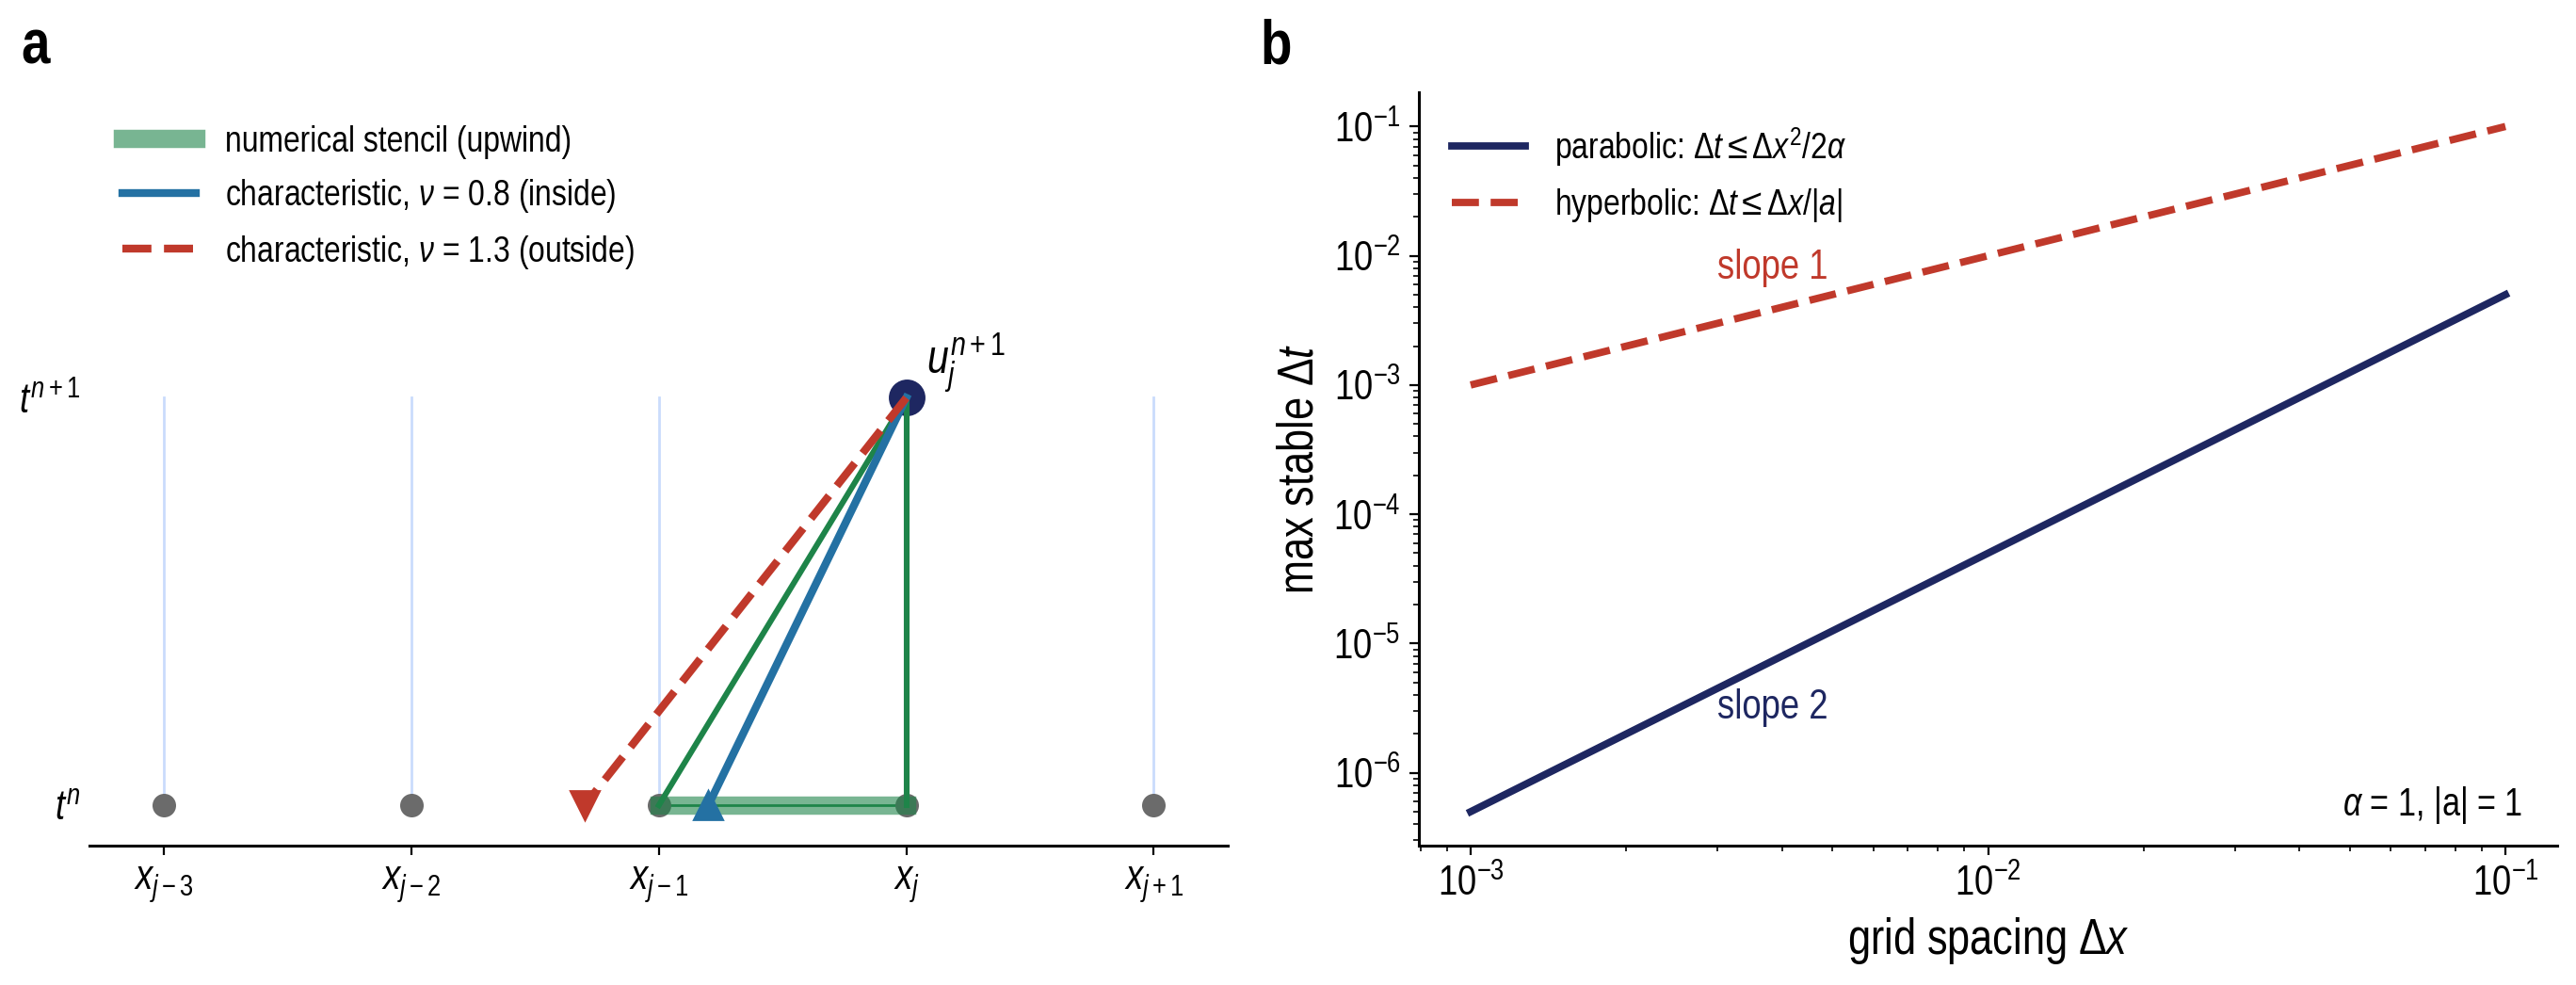 a
numerical stencil (upwind)
characteristic, ν = 0.8 (inside)
characteristic, ν = 1.3 (outside)
u_j^{n+1}
t^{n+1}
t^n
x_{j−3}
x_{j−2}
x_{j−1}
x_j
x_{j+1}
b
parabolic: Δt ≤ Δx²/2α
hyperbolic: Δt ≤ Δx/|a|
slope 1
slope 2
α = 1, |a| = 1
max stable Δt
10⁻¹
10⁻²
10⁻³
10⁻⁴
10⁻⁵
10⁻⁶
10⁻³
10⁻²
10⁻¹
grid spacing Δx